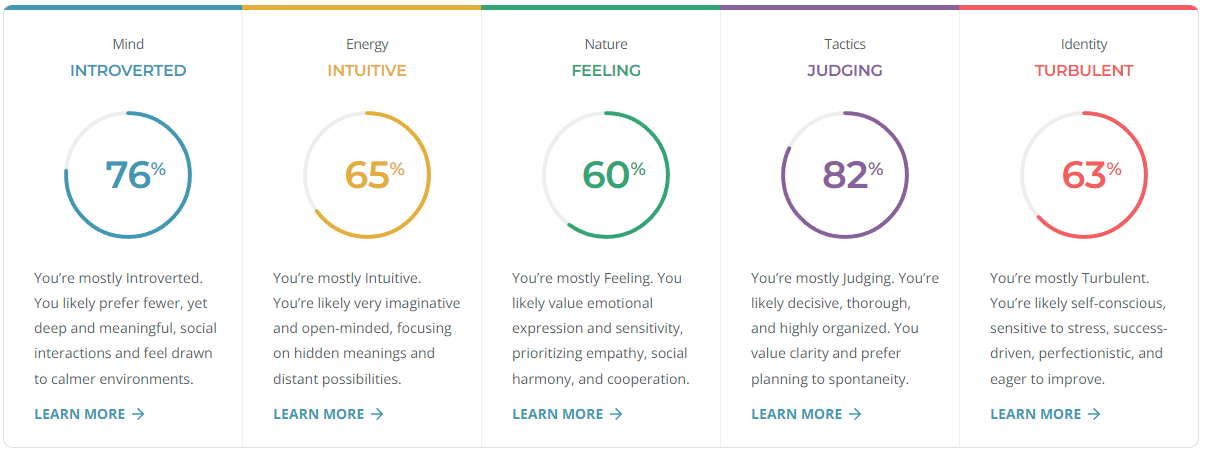 Mind
INTROVERTED
76%
You’re mostly Introverted.
You likely prefer fewer, yet
deep and meaningful, social
interactions and feel drawn
to calmer environments.
LEARN MORE →
Energy
INTUITIVE
65%
You’re mostly Intuitive.
You’re likely very imaginative
and open-minded, focusing
on hidden meanings and
distant possibilities.
LEARN MORE →
Nature
FEELING
60%
You’re mostly Feeling. You
likely value emotional
expression and sensitivity,
prioritizing empathy, social
harmony, and cooperation.
LEARN MORE →
Tactics
JUDGING
82%
You’re mostly Judging. You’re
likely decisive, thorough,
and highly organized. You
value clarity and prefer
planning to spontaneity.
LEARN MORE →
Identity
TURBULENT
63%
You’re mostly Turbulent.
You’re likely self-conscious,
sensitive to stress, success-
driven, perfectionistic, and
eager to improve.
LEARN MORE →